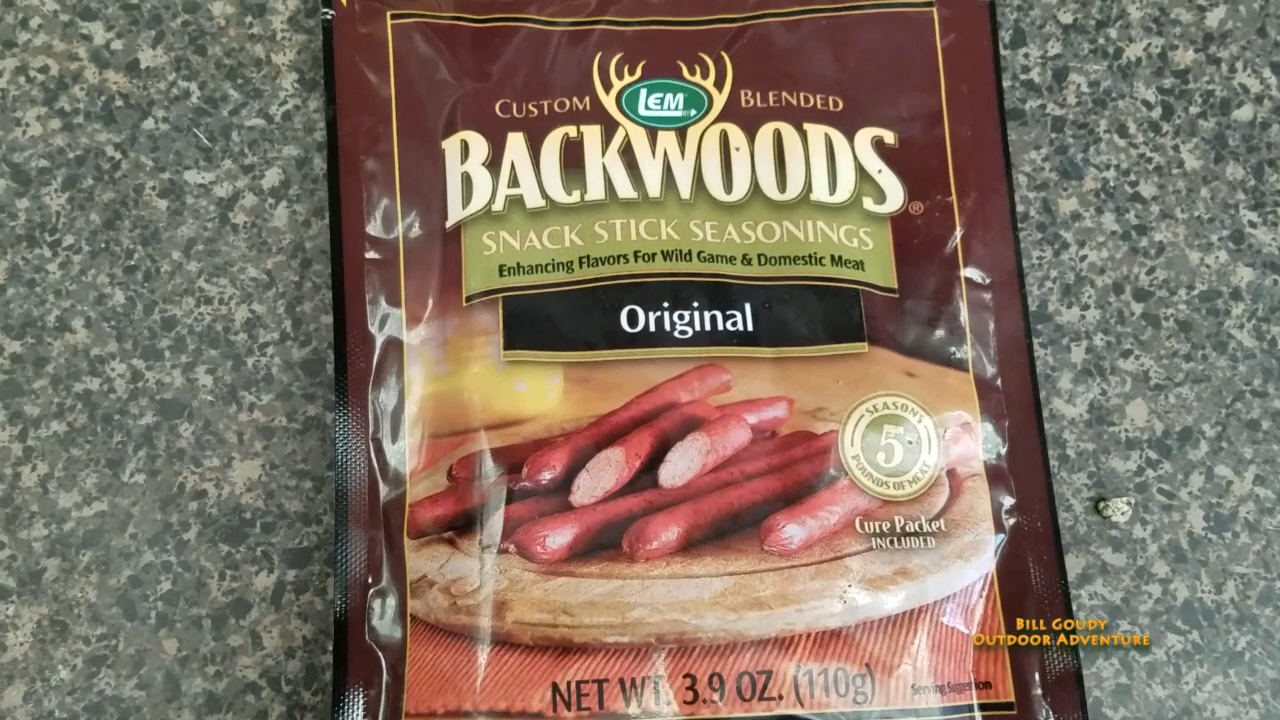 CUSTOM LEM BLENDED
BACKWOODS®
SNACK STICK SEASONINGS
Enhancing Flavors For Wild Game & Domestic Meat
Original
SEASONS
5
POUNDS OF MEAT
Cure Packet
INCLUDED
BILL GOUDY
OUTDOOR ADVENTURE
NET WT. 3.9 OZ. (110g)
Serving Suggestion